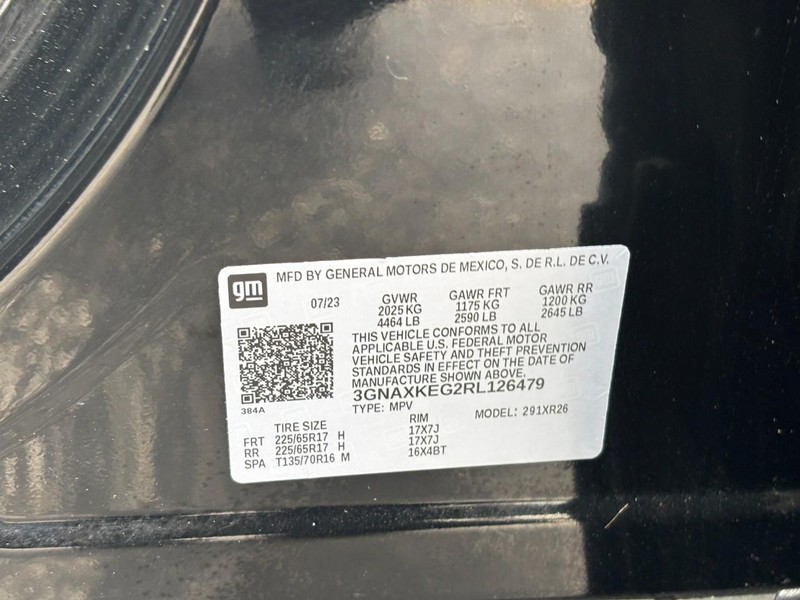 gm
MFD BY GENERAL MOTORS DE MEXICO, S. DE R.L. DE C.V.
07/23 GVWR GAWR FRT GAWR RR
2025 KG 1175 KG 1200 KG
4464 LB 2590 LB 2645 LB
THIS VEHICLE CONFORMS TO ALL
APPLICABLE U.S. FEDERAL MOTOR
VEHICLE SAFETY AND THEFT PREVENTION
STANDARDS IN EFFECT ON THE DATE OF
MANUFACTURE SHOWN ABOVE.
3GNAXKEG2RL126479
384A
TYPE: MPV MODEL: 291XR26
TIRE SIZE RIM
FRT 225/65R17 H 17X7J
RR 225/65R17 H 17X7J
SPA T135/70R16 M 16X4BT